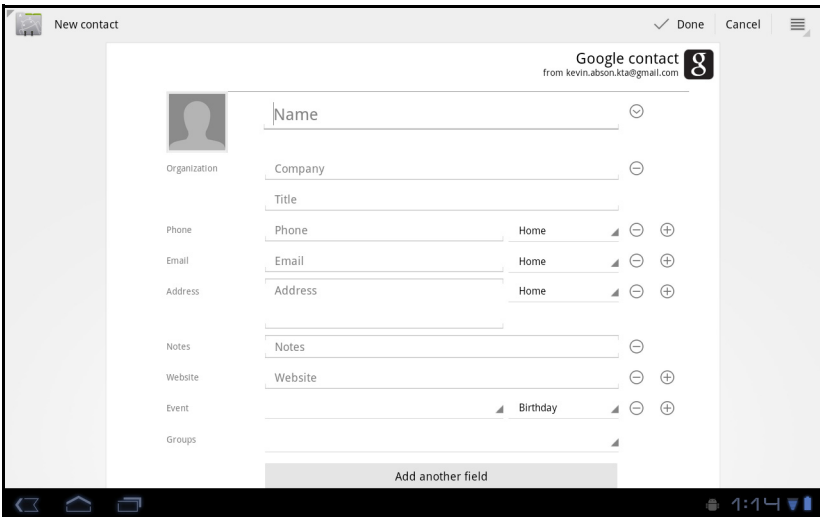 New contact
Done
Cancel
Google contact
from kevin.abson.kta@gmail.com
g
Name
Organization
Company
Title
Phone
Phone
Home
Email
Email
Home
Address
Address
Home
Notes
Notes
Website
Website
Event
Birthday
Groups
Add another field
1:14